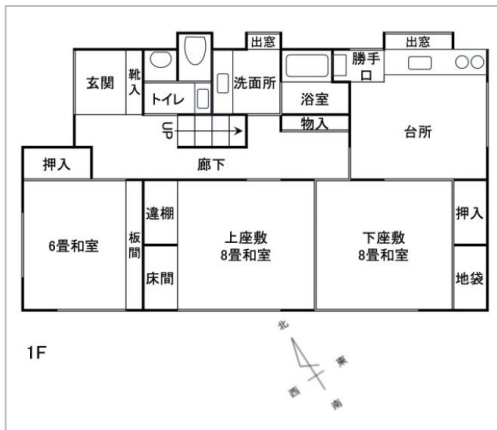 出窓
出窓
玄関
靴入
トイレ
洗面所
浴室
勝手
口
台所
UP
物入
押入
廊下
6畳和室
板間
違棚
床間
上座敷
8畳和室
下座敷
8畳和室
押入
地袋
1F
北
東
西
南